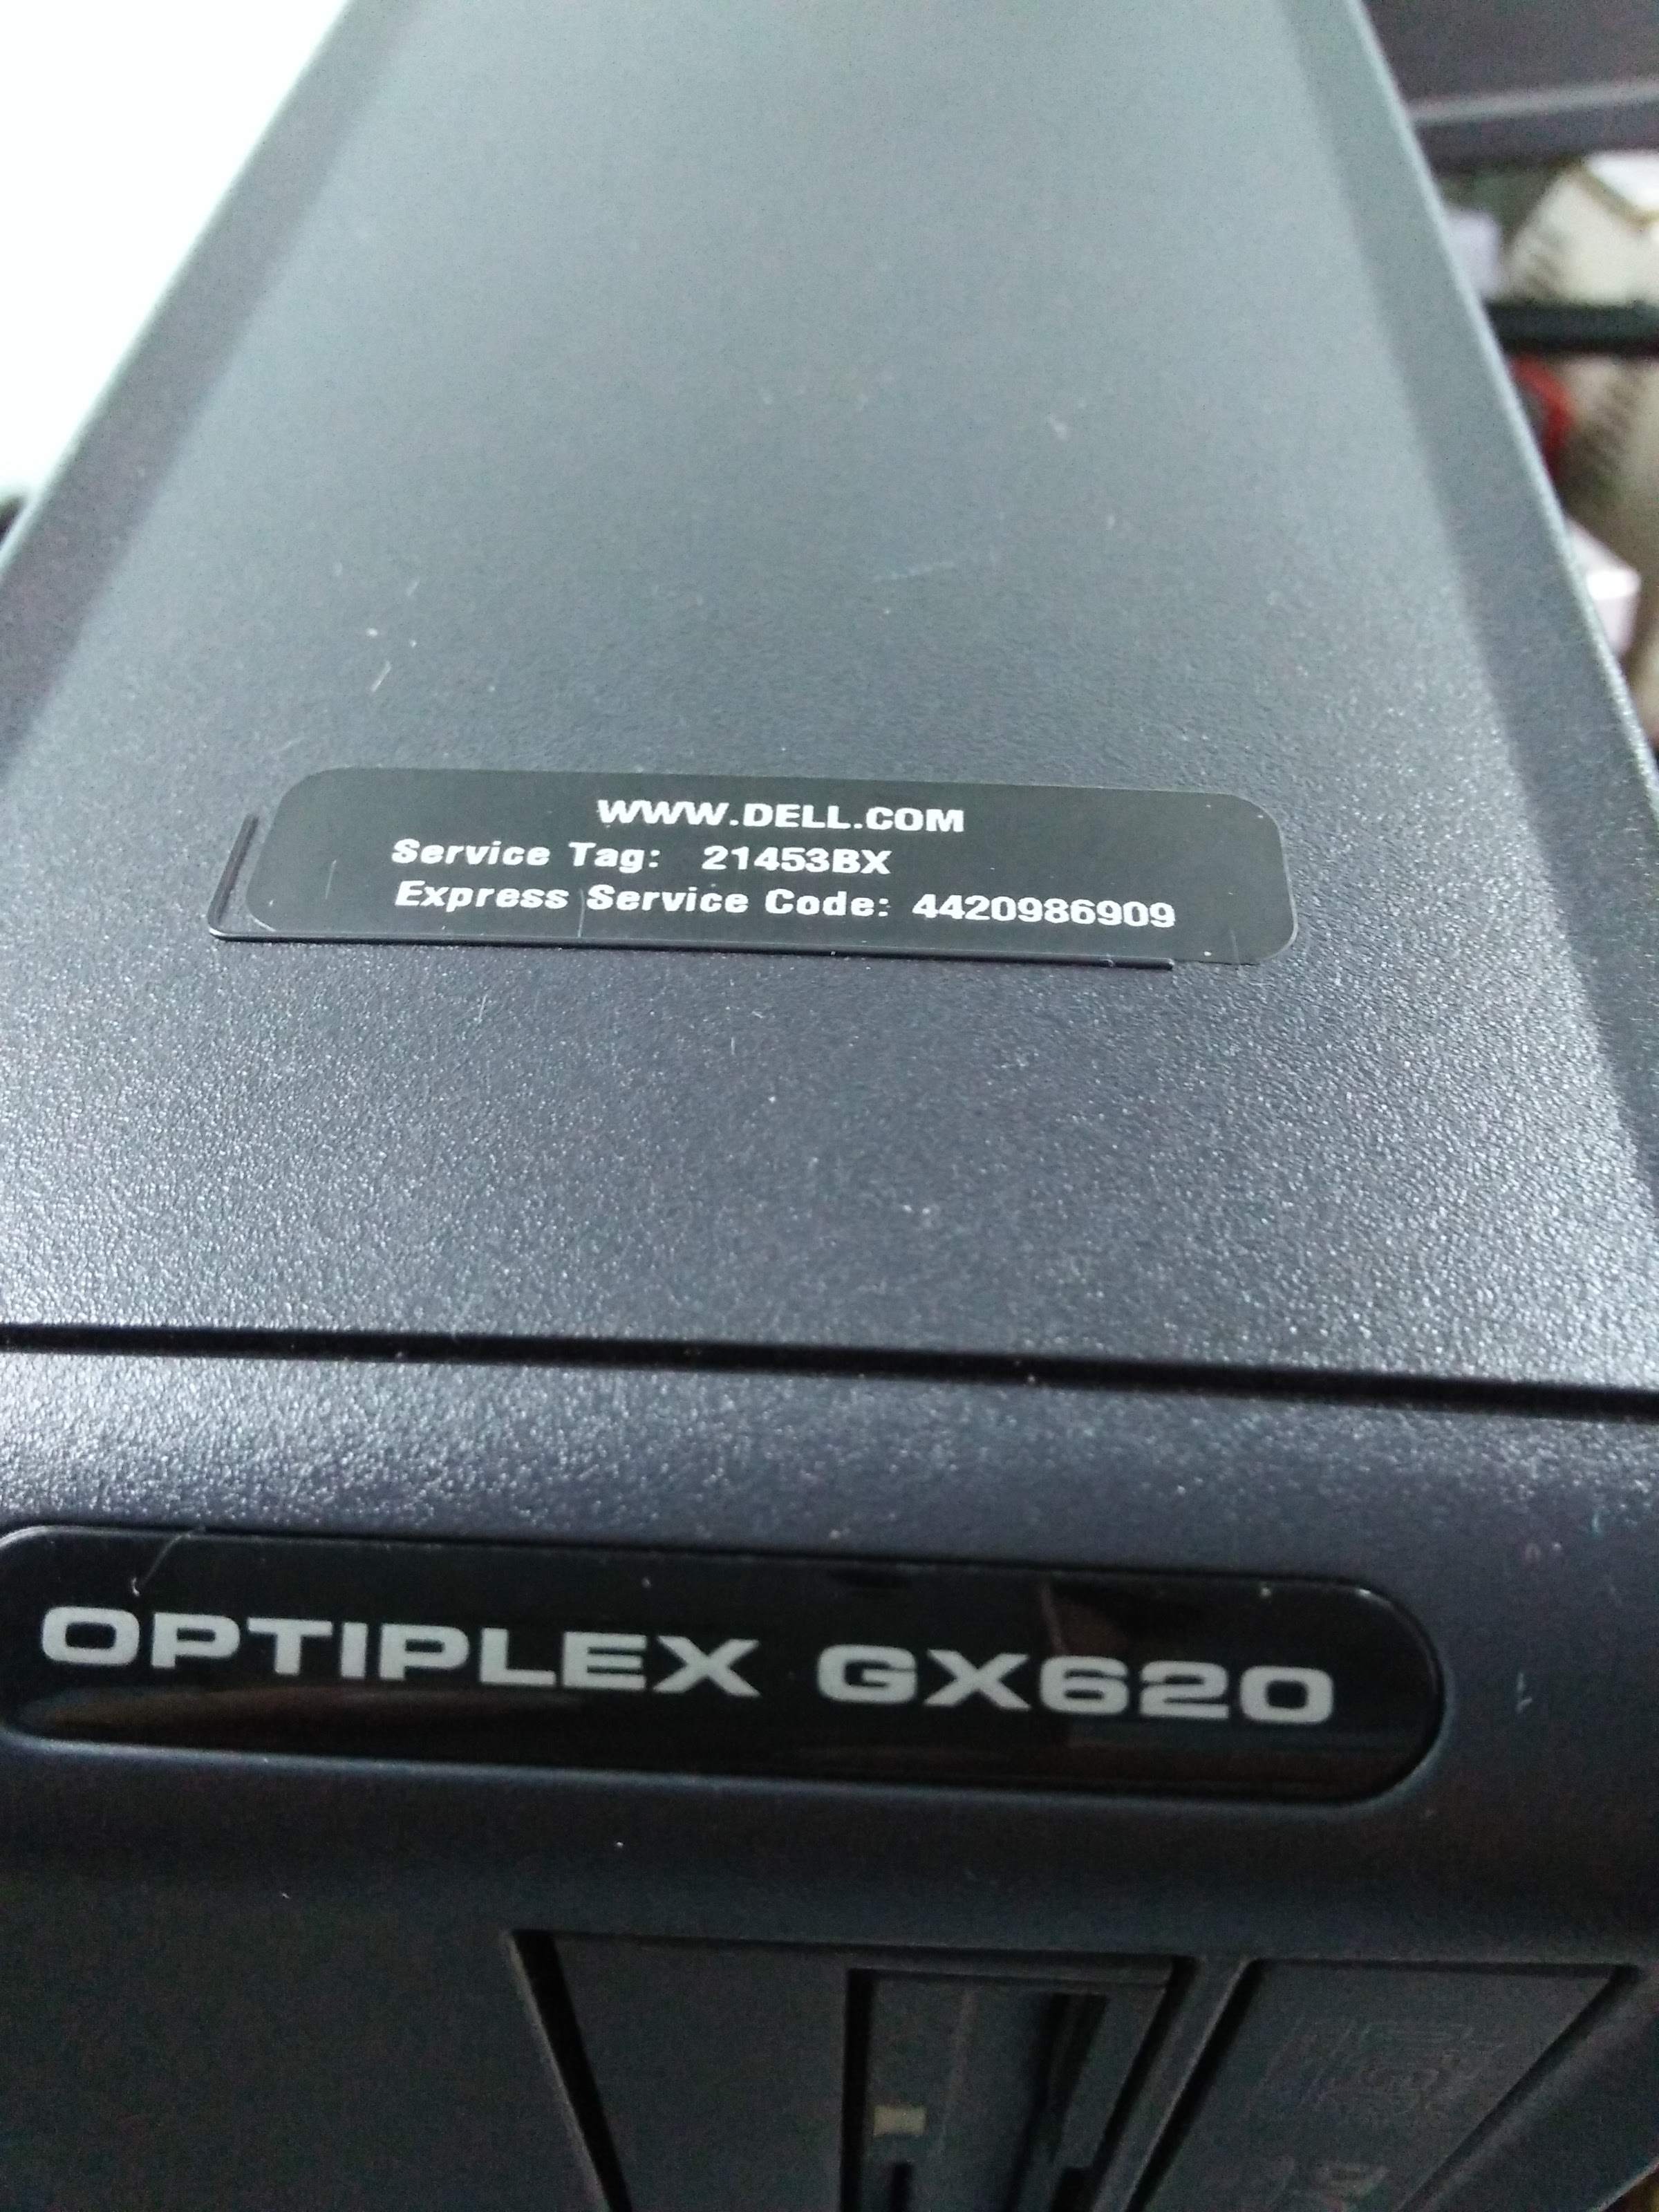 WWW.DELL.COM
Service Tag: 21453BX
Express Service Code: 4420986909
OPTIPLEX GX620